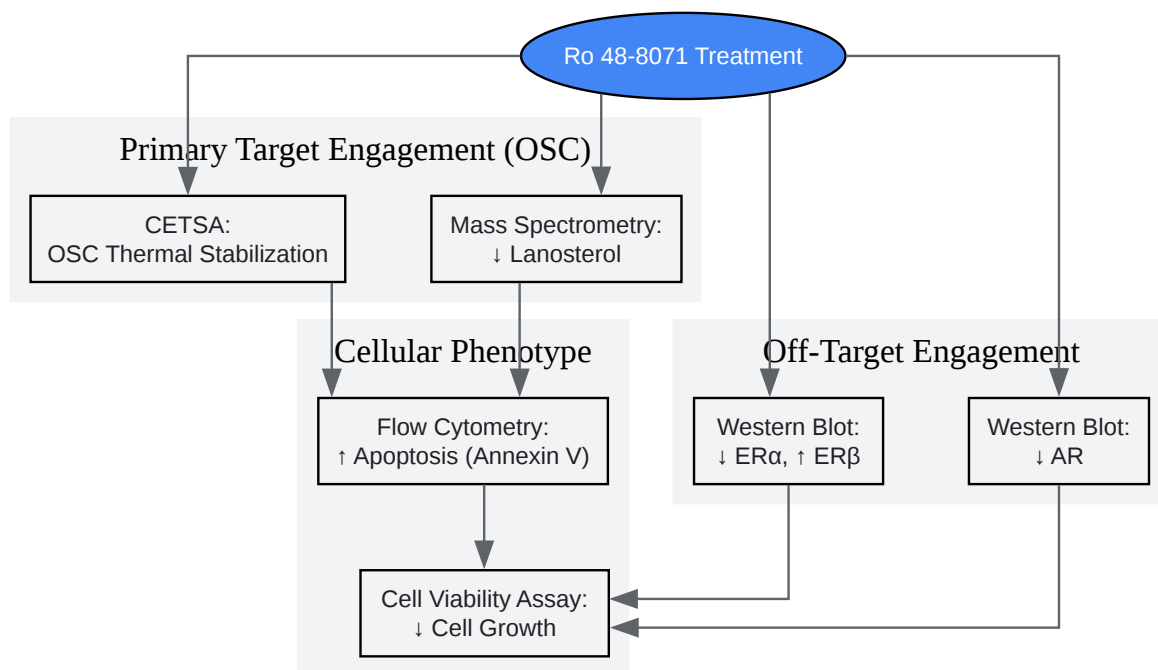 Ro 48-8071 Treatment
Primary Target Engagement (OSC)
CETSA:
OSC Thermal Stabilization
Mass Spectrometry:
↓ Lanosterol
Cellular Phenotype
Flow Cytometry:
↑ Apoptosis (Annexin V)
Cell Viability Assay:
↓ Cell Growth
Off-Target Engagement
Western Blot:
↓ ERα, ↑ ERβ
Western Blot:
↓ AR